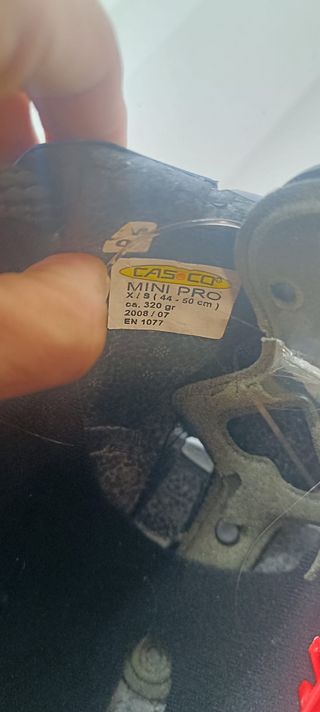 CASCO
MINI PRO
X / S ( 44 - 50 cm )
ca. 320 gr
2008 / 07
EN 1077